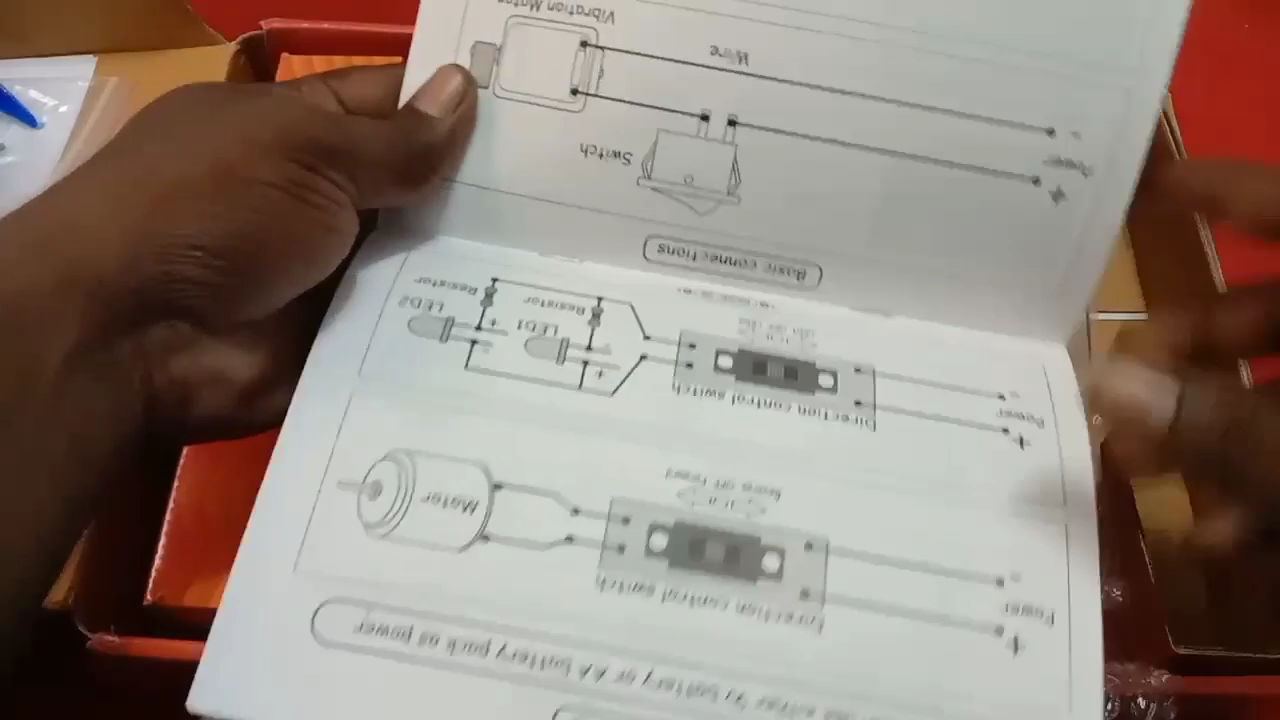 battery or AA battery pack as power
Direction control switch
Power
+
-
Motor
Direction control switch
Power
+
-
LED1
LED2
Resistor
Resistor
Basic connections
Switch
+
Power
-
Wire
Vibration Motor